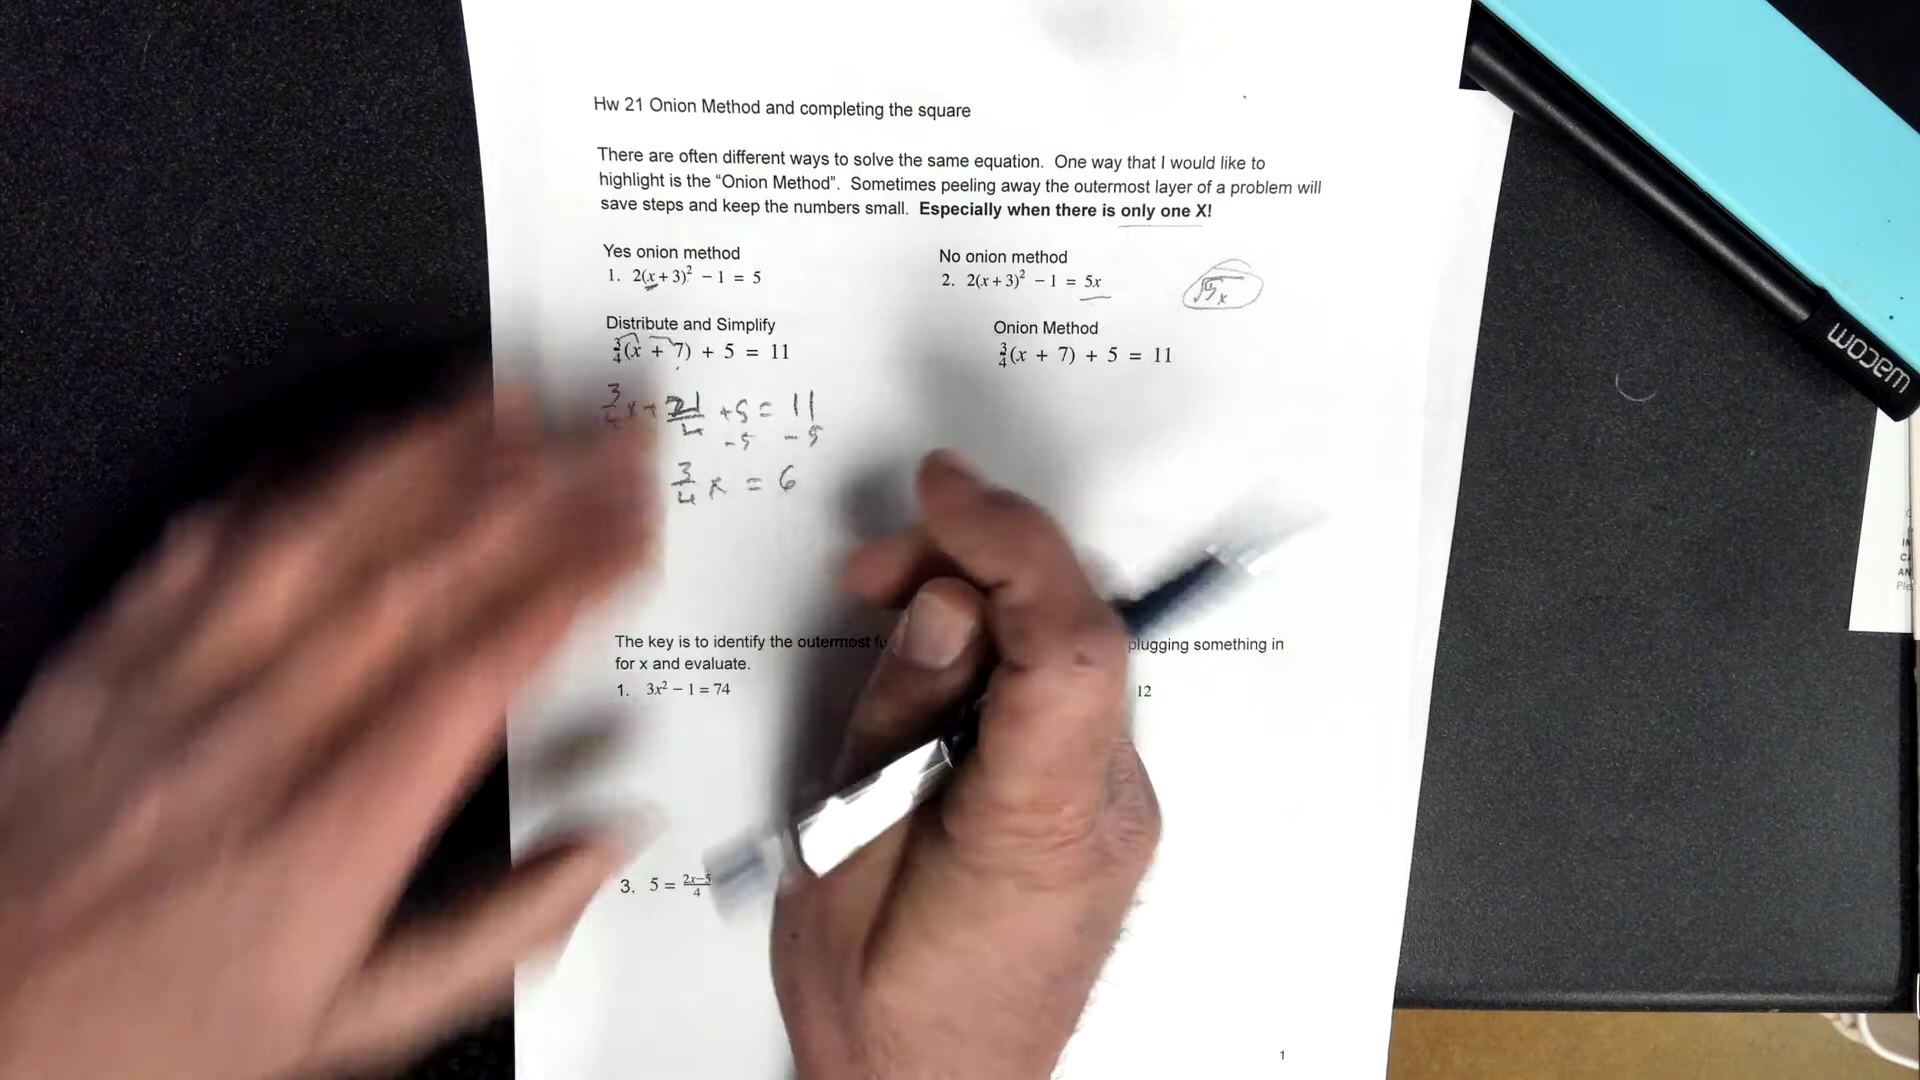 Hw 21 Onion Method and completing the square
There are often different ways to solve the same equation. One way that I would like to
highlight is the “Onion Method”. Sometimes peeling away the outermost layer of a problem will
save steps and keep the numbers small. Especially when there is only one X!
Yes onion method
1. 2(x+3)² − 1 = 5
No onion method
2. 2(x+3)² − 1 = 5x
Distribute and Simplify
3/4(x + 7) + 5 = 11
3/4x + 21/4 + 5 = 11
-5 -5
3/4 x = 6
Onion Method
3/4(x + 7) + 5 = 11
The key is to identify the outermost plugging something in
for x and evaluate.
1. 3x² − 1 = 74
12
3. 5 = 2x−5/4
1
wacom